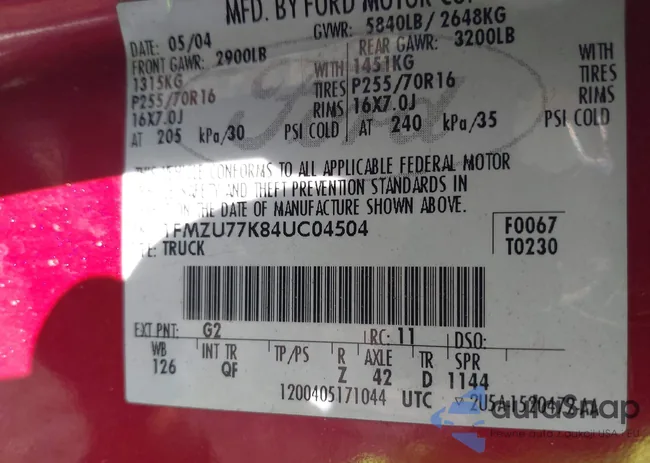 MFD. BY FORD MOTOR CO.
GVWR: 5840LB/ 2648KG
DATE: 05/04
FRONT GAWR: 2900LB
REAR GAWR: 3200LB
1315KG WITH 1451KG WITH
P255/70R16 TIRES P255/70R16 TIRES
16X7.0J RIMS 16X7.0J RIMS
AT 205 kPa/30 PSI COLD AT 240 kPa/35 PSI COLD
Ford
CONFORMS TO ALL APPLICABLE FEDERAL MOTOR
SAFETY AND THEFT PREVENTION STANDARDS IN
ON THE DATE OF MANUFACTURE SHOWN ABOVE.
1FMZU77K84UC04504 F0067
TRUCK T0230
EXT PNT: G2 RC: 11 DSO:
WB INT TR TP/PS R AXLE TR SPR
126 QF Z 42 D 1144
1200405171044 UTC
autoSnap